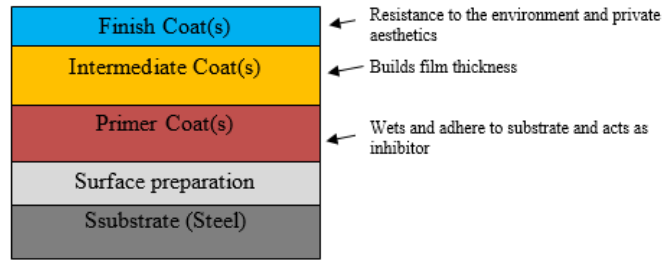 Finish Coat(s)
Resistance to the environment and private
aesthetics
Intermediate Coat(s)
Builds film thickness
Primer Coat(s)
Wets and adhere to substrate and acts as
inhibitor
Surface preparation
Ssubstrate (Steel)